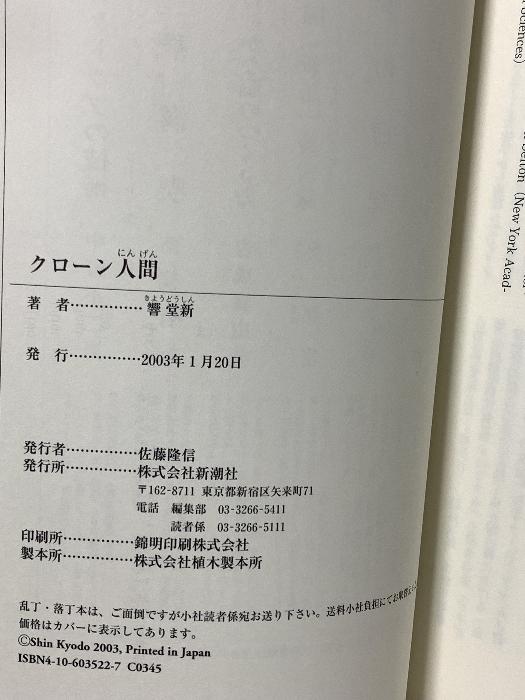 クローン人間
にん げん
著 者……………響堂新
きょうどうしん
発 行……………2003年1月20日
発行者……………佐藤隆信
発行所……………株式会社新潮社
〒162-8711 東京都新宿区矢来町71
電話 編集部 03-3266-5411
読者係 03-3266-5111
印刷所……………錦明印刷株式会社
製本所……………株式会社植木製本所
乱丁・落丁本は、ご面倒ですが小社読者係宛お送り下さい。送料小社負担にてお取替え
価格はカバーに表示してあります。
©Shin Kyodo 2003, Printed in Japan
ISBN4-10-603522-7 C0345
Sciences)
(New York Acad-